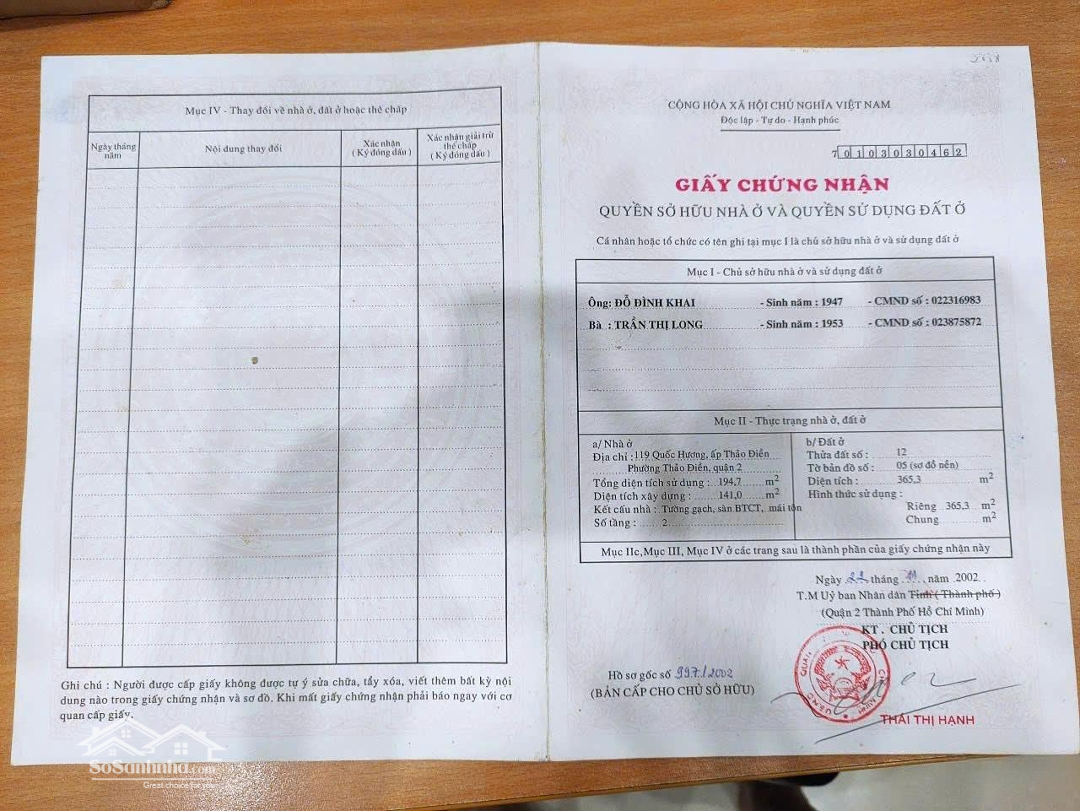 Mục IV - Thay đổi về nhà ở, đất ở hoặc thế chấp
Ngày tháng năm
Nội dung thay đổi
Xác nhận
( Ký đóng dấu )
Xác nhận giải trừ thế chấp
( Ký đóng dấu )
Ghi chú : Người được cấp giấy không được tự ý sửa chữa, tẩy xóa, viết thêm bất kỳ nội
dung nào trong giấy chứng nhận và sơ đồ. Khi mất giấy chứng nhận phải báo ngay với cơ
quan cấp giấy.
SoSanhnha.com
Great choice for you
CỘNG HÒA XÃ HỘI CHỦ NGHĨA VIỆT NAM
Độc lập - Tự do - Hạnh phúc
7 0 1 0 3 0 3 0 4 6 2
GIẤY CHỨNG NHẬN
QUYỀN SỞ HỮU NHÀ Ở VÀ QUYỀN SỬ DỤNG ĐẤT Ở
Cá nhân hoặc tổ chức có tên ghi tại mục I là chủ sở hữu nhà ở và sử dụng đất ở
Mục I - Chủ sở hữu nhà ở và sử dụng đất ở
Ông: ĐỖ ĐÌNH KHAI - Sinh năm : 1947 - CMND số : 022316983
Bà : TRẦN THỊ LONG - Sinh năm : 1953 - CMND số : 023875872
Mục II - Thực trạng nhà ở, đất ở
a/ Nhà ở
Địa chỉ : 119 Quốc Hương, ấp Thảo Điền
Phường Thảo Điền, quận 2
Tổng diện tích sử dụng : 194,7 m2
Diện tích xây dựng : 141,0 m2
Kết cấu nhà : Tường gạch, sàn BTCT, mái tôn
Số tầng : 2
b/ Đất ở
Thửa đất số : 12
Tờ bản đồ số : 05 (sơ đồ nền)
Diện tích : 365,3 m2
Hình thức sử dụng :
Riêng 365,3 m2
Chung m2
Mục IIc, Mục III, Mục IV ở các trang sau là thành phần của giấy chứng nhận này
Ngày 22 tháng 11 năm 2002
T.M Uỷ ban Nhân dân Tỉnh ( Thành phố )
(Quận 2 Thành Phố Hồ Chí Minh)
KT . CHỦ TỊCH
PHÓ CHỦ TỊCH
Hồ sơ gốc số 997/2002
(BẢN CẤP CHO CHỦ SỞ HỮU)
THÁI THỊ HẠNH